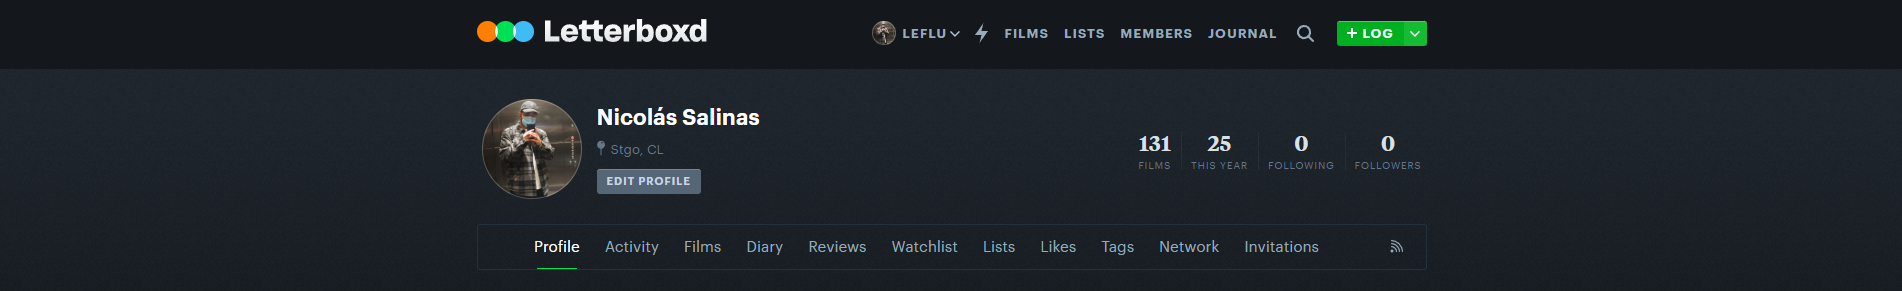 Letterboxd
LEFLU FILMS LISTS MEMBERS JOURNAL + LOG
Nicolás Salinas
Stgo, CL
EDIT PROFILE
131 25 0 0
FILMS THIS YEAR FOLLOWING FOLLOWERS
Profile Activity Films Diary Reviews Watchlist Lists Likes Tags Network Invitations